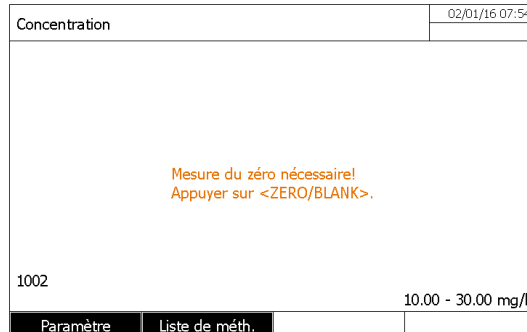 Concentration
02/01/16 07:54
Mesure du zéro nécessaire!
Appuyer sur <ZERO/BLANK>.
1002
10.00 - 30.00 mg/l
Paramètre
Liste de méth.